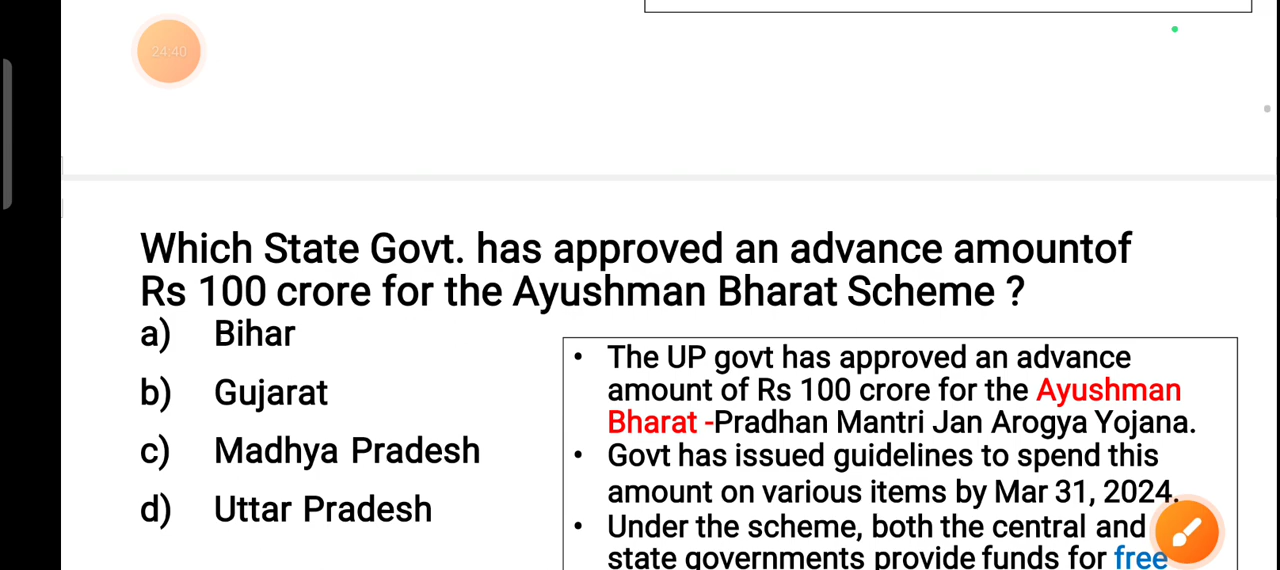 24:40
Which State Govt. has approved an advance amountof
Rs 100 crore for the Ayushman Bharat Scheme ?
a) Bihar
b) Gujarat
c) Madhya Pradesh
d) Uttar Pradesh
• The UP govt has approved an advance
amount of Rs 100 crore for the Ayushman
Bharat -Pradhan Mantri Jan Arogya Yojana.
• Govt has issued guidelines to spend this
amount on various items by Mar 31, 2024.
• Under the scheme, both the central and
state governments provide funds for free